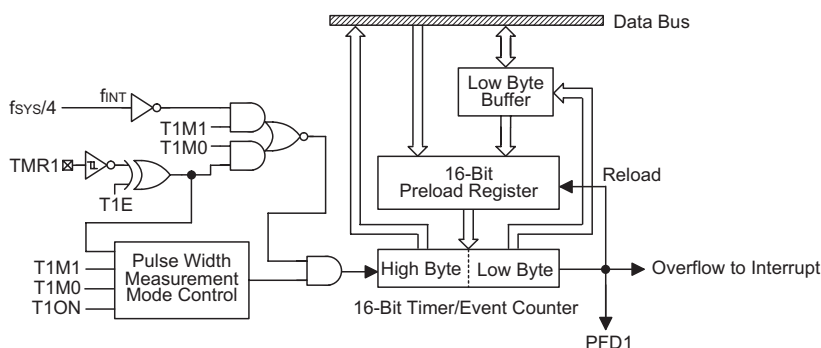 Data Bus
Low Byte
Buffer
fINT
fSYS/4
T1M1
T1M0
TMR1
T1E
16-Bit
Preload Register
Reload
Pulse Width
Measurement
Mode Control
T1M1
T1M0
T1ON
High Byte
Low Byte
Overflow to Interrupt
16-Bit Timer/Event Counter
PFD1